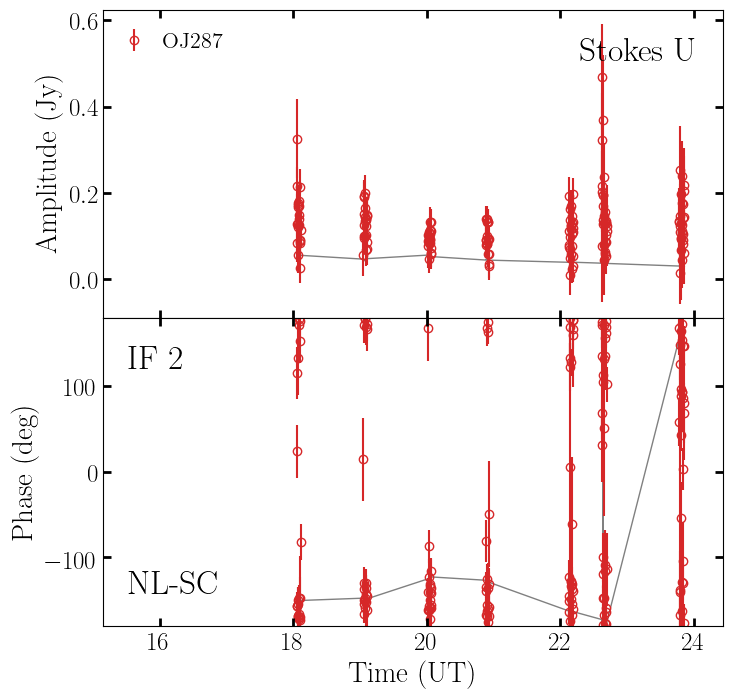 OJ287
Stokes U
Amplitude (Jy)
0.6
0.4
0.2
0.0
IF 2
NL-SC
Phase (deg)
100
0
−100
16 18 20 22 24
Time (UT)